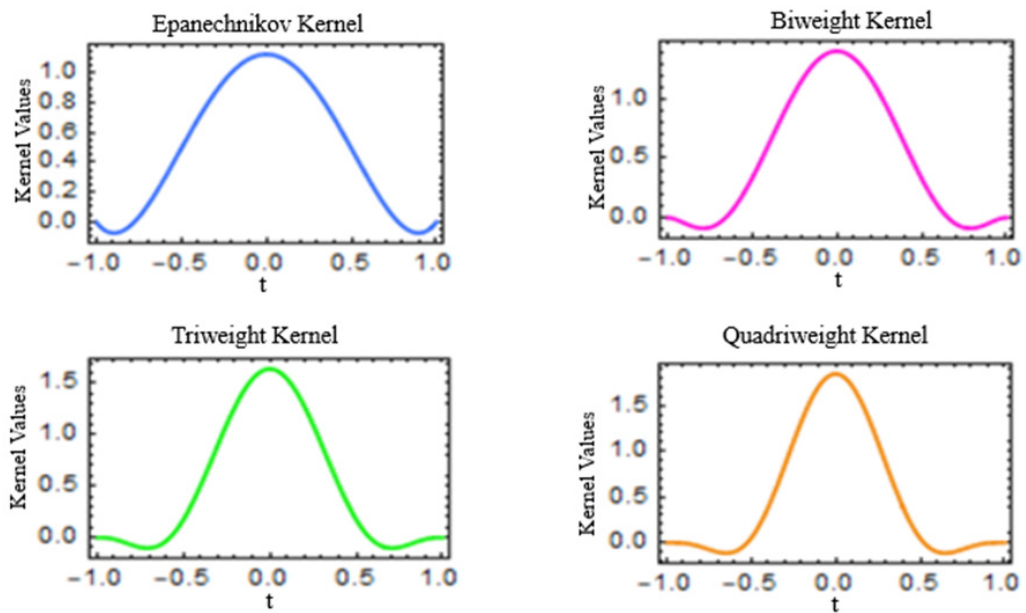 Epanechnikov Kernel
Kernel Values
1.0
0.8
0.6
0.4
0.2
0.0
−1.0 −0.5 0.0 0.5 1.0
t
Biweight Kernel
Kernel Values
1.0
0.5
0.0
−1.0 −0.5 0.0 0.5 1.0
t
Triweight Kernel
Kernel Values
1.5
1.0
0.5
0.0
−1.0 −0.5 0.0 0.5 1.0
t
Quadriweight Kernel
Kernel Values
1.5
1.0
0.5
0.0
−1.0 −0.5 0.0 0.5 1.0
t